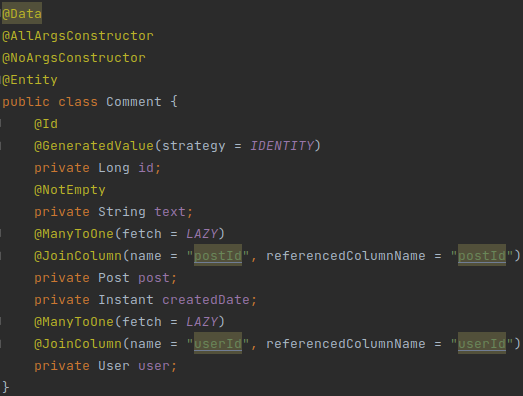 @Data
@AllArgsConstructor
@NoArgsConstructor
@Entity
public class Comment {
    @Id
    @GeneratedValue(strategy = IDENTITY)
    private Long id;
    @NotEmpty
    private String text;
    @ManyToOne(fetch = LAZY)
    @JoinColumn(name = "postId", referencedColumnName = "postId")
    private Post post;
    private Instant createdDate;
    @ManyToOne(fetch = LAZY)
    @JoinColumn(name = "userId", referencedColumnName = "userId")
    private User user;
}